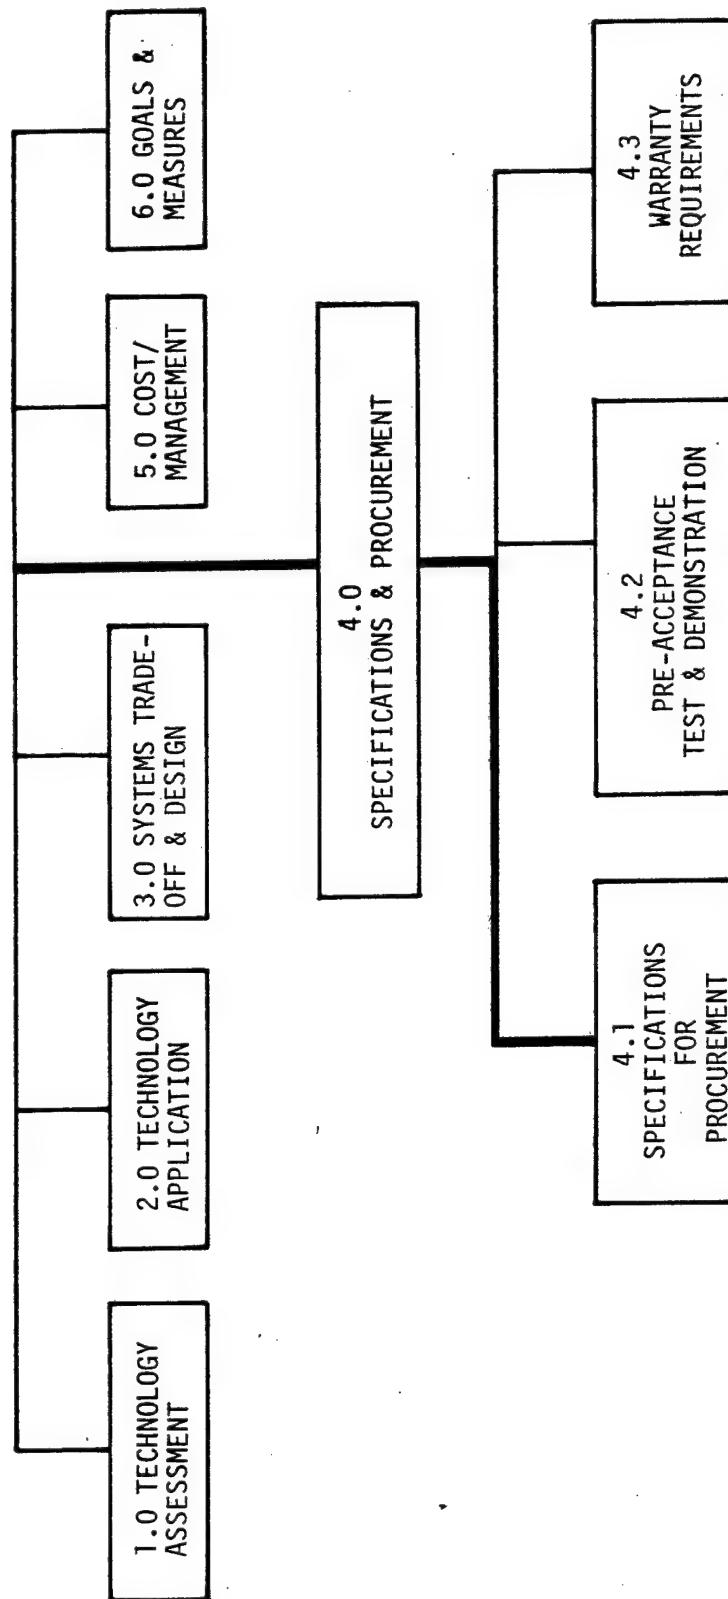 1.0 TECHNOLOGY
ASSESSMENT
2.0 TECHNOLOGY
APPLICATION
3.0 SYSTEMS TRADE-
OFF & DESIGN
5.0 COST/
MANAGEMENT
6.0 GOALS &
MEASURES
4.0
SPECIFICATIONS & PROCUREMENT
4.1
SPECIFICATIONS
FOR
PROCUREMENT
4.2
PRE-ACCEPTANCE
TEST & DEMONSTRATION
4.3
WARRANTY
REQUIREMENTS